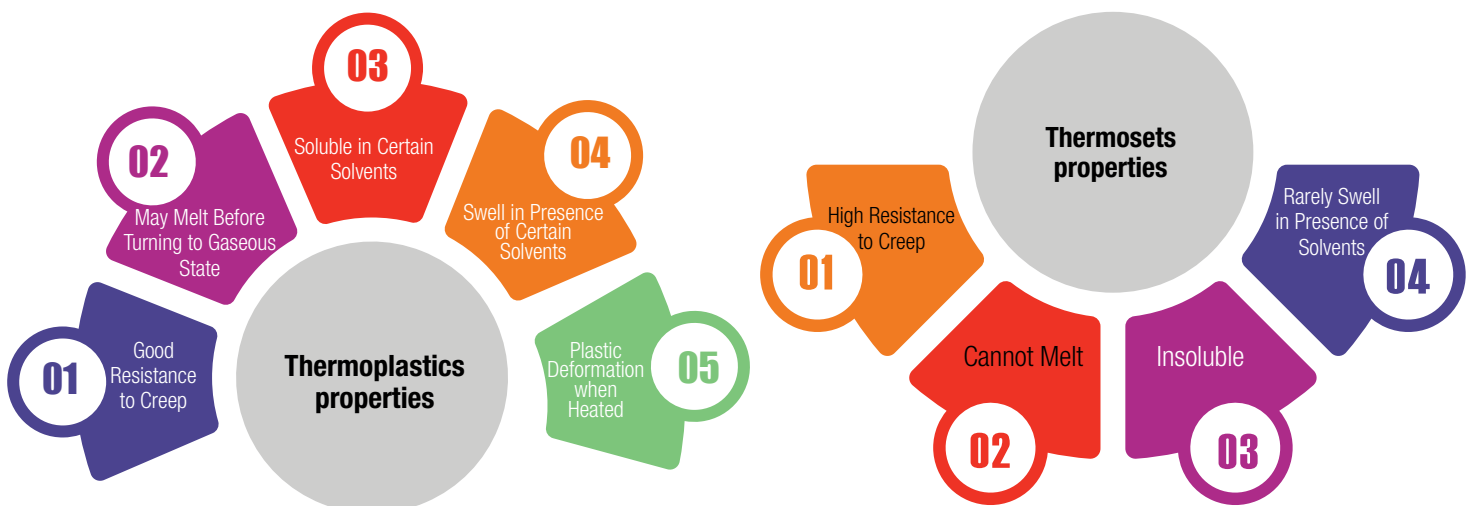 Thermoplastics
properties
01
Good
Resistance
to Creep
02
May Melt Before
Turning to Gaseous
State
03
Soluble in Certain
Solvents
04
Swell in Presence
of Certain
Solvents
05
Plastic
Deformation
when
Heated
Thermosets
properties
01
High Resistance
to Creep
02
Cannot Melt
03
Insoluble
04
Rarely Swell
in Presence of
Solvents